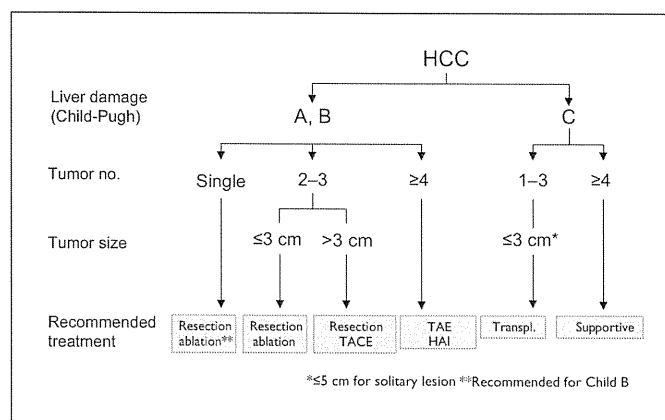 HCC
Liver damage
(Child-Pugh)
A, B
C
Tumor no.
Single
2–3
≥4
1–3
≥4
Tumor size
≤3 cm
>3 cm
≤3 cm*
Recommended
treatment
Resection
ablation**
Resection
ablation
Resection
TACE
TAE
HAI
Transpl.
Supportive
*≤5 cm for solitary lesion **Recommended for Child B